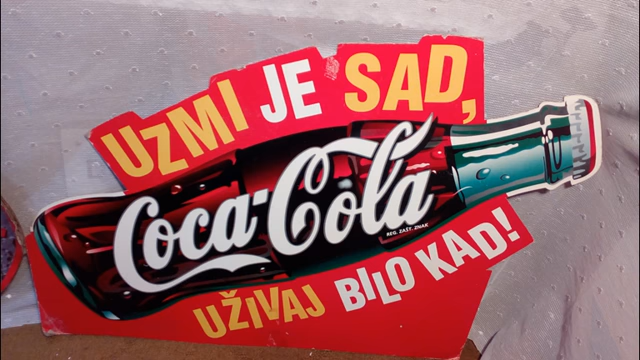 UZMI JE SAD,
Coca-Cola
REG. ZAŠT. ZNAK
UŽIVAJ BILO KAD!